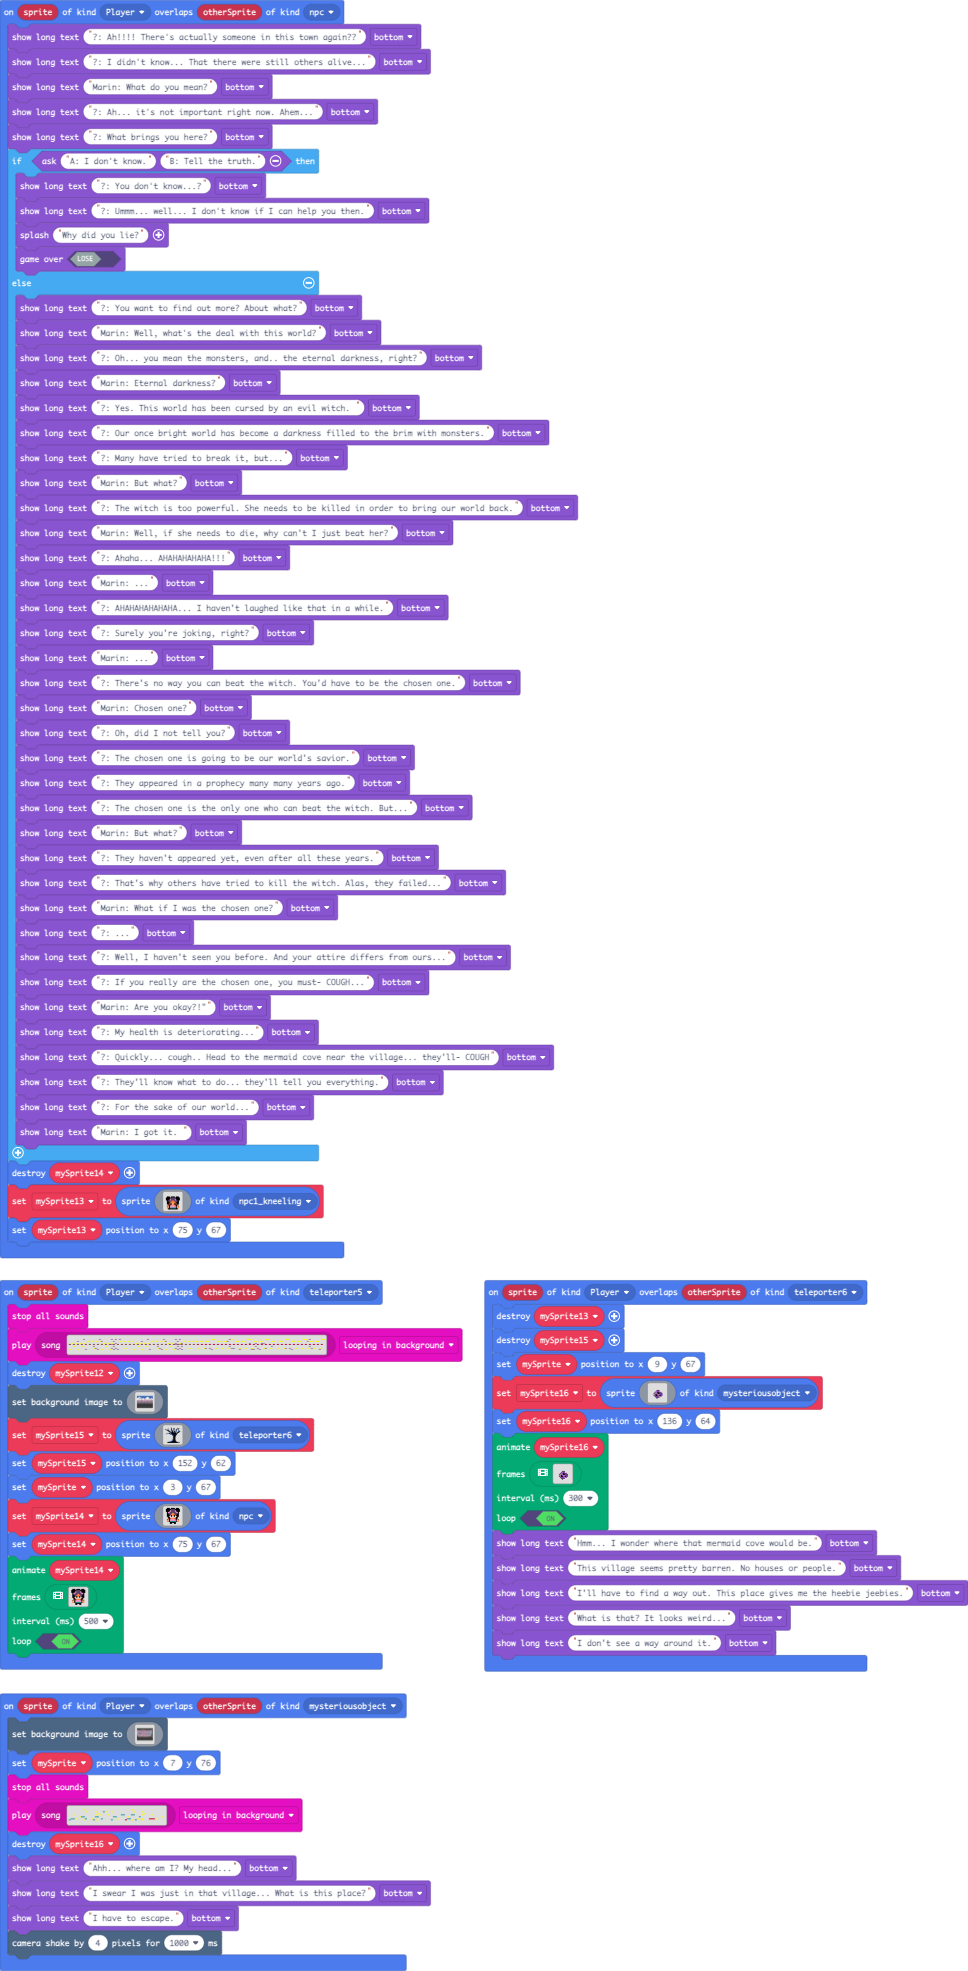 on sprite of kind Player overlaps otherSprite of kind npc
show long text "?: Ah!!!! There's actually someone in this town again??" bottom
show long text "?: I didn't know... That there were still others alive..." bottom
show long text "Marin: What do you mean?" bottom
show long text "?: Ah... it's not important right now. Ahem..." bottom
show long text "?: What brings you here?" bottom
if ask "A: I don't know." "B: Tell the truth." then
show long text "?: You don't know...?" bottom
show long text "?: Ummm... well... I don't know if I can help you then." bottom
splash "Why did you lie?"
game over LOSE
else
show long text "?: You want to find out more? About what?" bottom
show long text "Marin: Well, what's the deal with this world?" bottom
show long text "?: Oh... you mean the monsters, and.. the eternal darkness, right?" bottom
show long text "Marin: Eternal darkness?" bottom
show long text "?: Yes. This world has been cursed by an evil witch. " bottom
show long text "?: Our once bright world has become a darkness filled to the brim with monsters." bottom
show long text "?: Many have tried to break it, but..." bottom
show long text "Marin: But what?" bottom
show long text "?: The witch is too powerful. She needs to be killed in order to bring our world back." bottom
show long text "Marin: Well, if she needs to die, why can't I just beat her?" bottom
show long text "?: Ahaha... AHAHAHAHAHA!!!" bottom
show long text "Marin: ..." bottom
show long text "?: AHAHAHAHAHAHA... I haven't laughed like that in a while." bottom
show long text "?: Surely you're joking, right?" bottom
show long text "Marin: ..." bottom
show long text "?: There's no way you can beat the witch. You'd have to be the chosen one." bottom
show long text "Marin: Chosen one?" bottom
show long text "?: Oh, did I not tell you?" bottom
show long text "?: The chosen one is going to be our world's savior." bottom
show long text "?: They appeared in a prophecy many many years ago." bottom
show long text "?: The chosen one is the only one who can beat the witch. But..." bottom
show long text "Marin: But what?" bottom
show long text "?: They haven't appeared yet, even after all these years." bottom
show long text "?: That's why others have tried to kill the witch. Alas, they failed..." bottom
show long text "Marin: What if I was the chosen one?" bottom
show long text "?: ..." bottom
show long text "?: Well, I haven't seen you before. And your attire differs from ours..." bottom
show long text "?: If you really are the chosen one, you must- COUGH..." bottom
show long text "Marin: Are you okay?!"" bottom
show long text "?: My health is deteriorating..." bottom
show long text "?: Quickly... cough.. Head to the mermaid cove near the village... they'll- COUGH" bottom
show long text "?: They'll know what to do... they'll tell you everything." bottom
show long text "?: For the sake of our world..." bottom
show long text "Marin: I got it. " bottom
destroy mySprite14
set mySprite13 to sprite of kind npc1_kneeling
set mySprite13 position to x 75 y 67
on sprite of kind Player overlaps otherSprite of kind teleporter5
stop all sounds
play song looping in background
destroy mySprite12
set background image to
set mySprite15 to sprite of kind teleporter6
set mySprite15 position to x 152 y 62
set mySprite position to x 3 y 67
set mySprite14 to sprite of kind npc
set mySprite14 position to x 75 y 67
animate mySprite14
frames
interval (ms) 500
loop ON
on sprite of kind Player overlaps otherSprite of kind teleporter6
destroy mySprite13
destroy mySprite15
set mySprite position to x 9 y 67
set mySprite16 to sprite of kind mysteriousobject
set mySprite16 position to x 136 y 64
animate mySprite16
frames
interval (ms) 300
loop ON
show long text "Hmm... I wonder where that mermaid cove would be." bottom
show long text "This village seems pretty barren. No houses or people." bottom
show long text "I'll have to find a way out. This place gives me the heebie jeebies." bottom
show long text "What is that? It looks weird..." bottom
show long text "I don't see a way around it." bottom
on sprite of kind Player overlaps otherSprite of kind mysteriousobject
set background image to
set mySprite position to x 7 y 76
stop all sounds
play song looping in background
destroy mySprite16
show long text "Ahh... where am I? My head..." bottom
show long text "I swear I was just in that village... What is this place?" bottom
show long text "I have to escape." bottom
camera shake by 4 pixels for 1000 ms